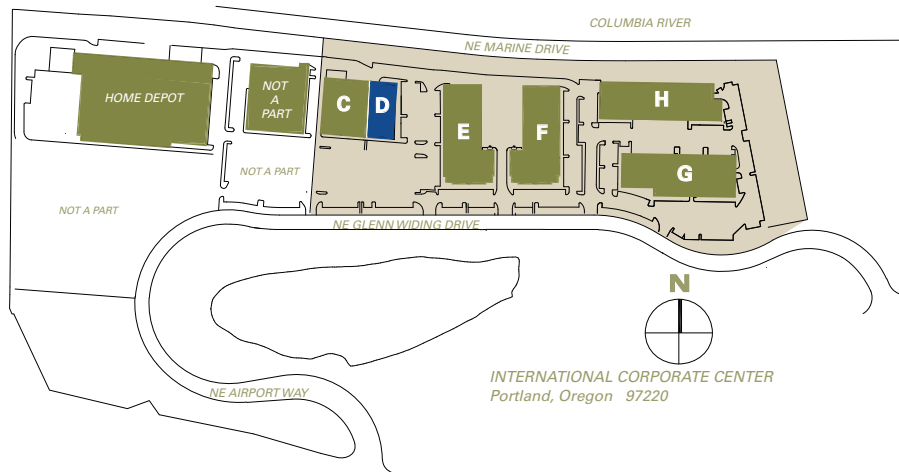 COLUMBIA RIVER
NE MARINE DRIVE
HOME DEPOT
NOT
A
PART
C
D
E
F
H
G
NOT A PART
NOT A PART
NE GLENN WIDING DRIVE
N
INTERNATIONAL CORPORATE CENTER
Portland, Oregon 97220
NE AIRPORT WAY